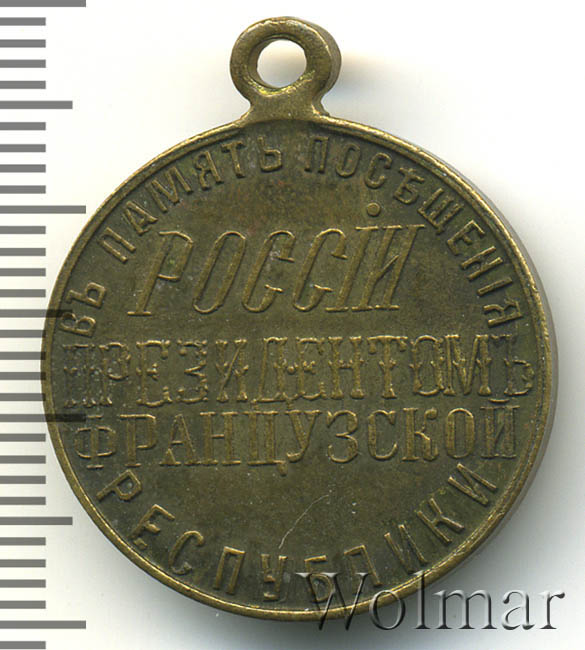 ВЪ ПАМЯТЬ ПОСѢЩЕНІЯ
РОССІИ
ПРЕЗИДЕНТОМЪ
ФРАНЦУЗСКОЙ
РЕСПУБЛИКИ
Wolmar